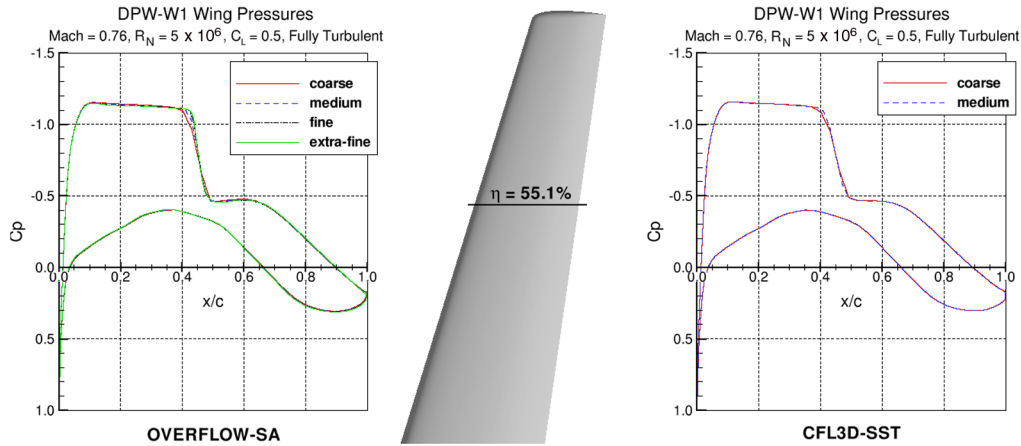 DPW-W1 Wing Pressures
Mach = 0.76, R_N = 5 x 10⁶, C_L = 0.5, Fully Turbulent
-1.5
-1.0
-0.5
0.0
0.5
1.0
Cp
0.0 0.2 0.4 0.6 0.8 1.0
x/c
coarse
medium
fine
extra-fine
OVERFLOW-SA
η = 55.1%
DPW-W1 Wing Pressures
Mach = 0.76, R_N = 5 x 10⁶, C_L = 0.5, Fully Turbulent
-1.5
-1.0
-0.5
0.0
0.5
1.0
Cp
0.0 0.2 0.4 0.6 0.8 1.0
x/c
coarse
medium
CFL3D-SST